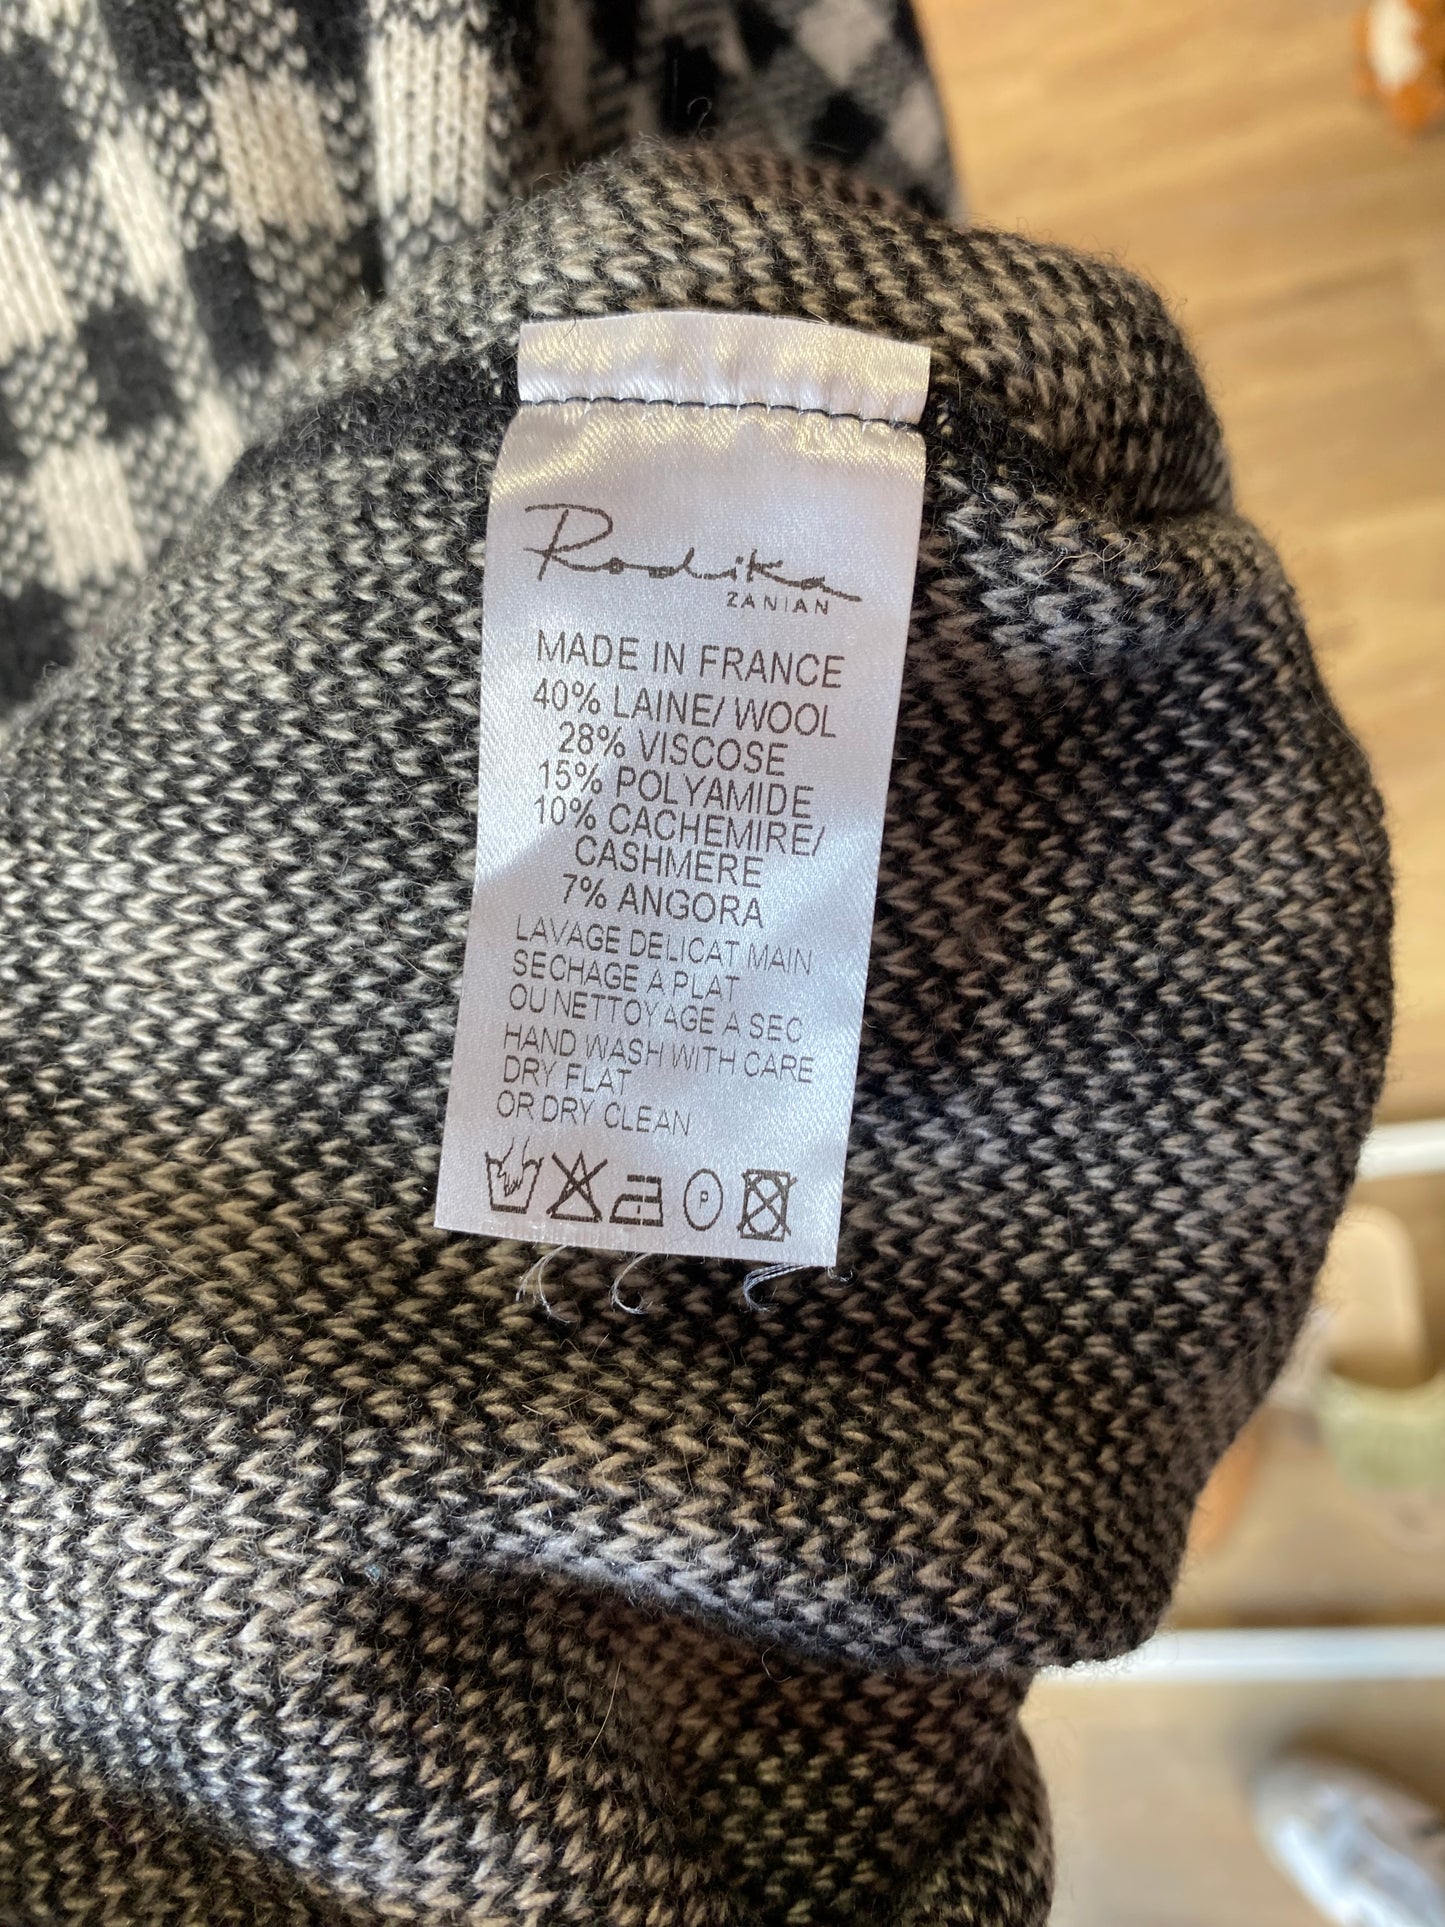 Rodika
ZANIAN
MADE IN FRANCE
40% LAINE/ WOOL
28% VISCOSE
15% POLYAMIDE
10% CACHEMIRE/
CASHMERE
7% ANGORA
LAVAGE DELICAT MAIN
SECHAGE A PLAT
OU NETTOYAGE A SEC
HAND WASH WITH CARE
DRY FLAT
OR DRY CLEAN
P